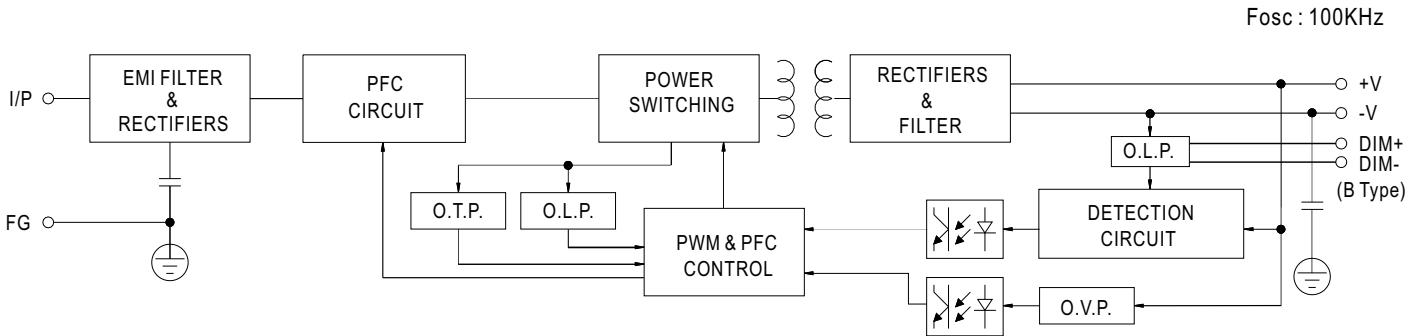 Fosc : 100KHz
I/P
EMI FILTER
&
RECTIFIERS
PFC
CIRCUIT
POWER
SWITCHING
RECTIFIERS
&
FILTER
+V
-V
O.L.P.
DIM+
DIM-
(B Type)
FG
O.T.P.
O.L.P.
PWM & PFC
CONTROL
DETECTION
CIRCUIT
O.V.P.